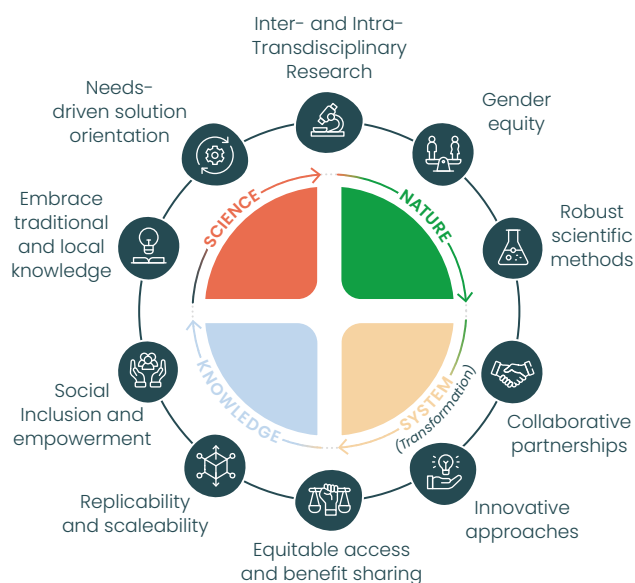 Inter- and Intra-
Transdisciplinary
Research
Gender
equity
Robust
scientific
methods
Collaborative
partnerships
Innovative
approaches
Equitable access
and benefit sharing
Replicability
and scaleability
Social
Inclusion and
empowerment
Embrace
traditional
and local
knowledge
Needs-
driven solution
orientation
SCIENCE
NATURE
SYSTEM
(Transformation)
KNOWLEDGE